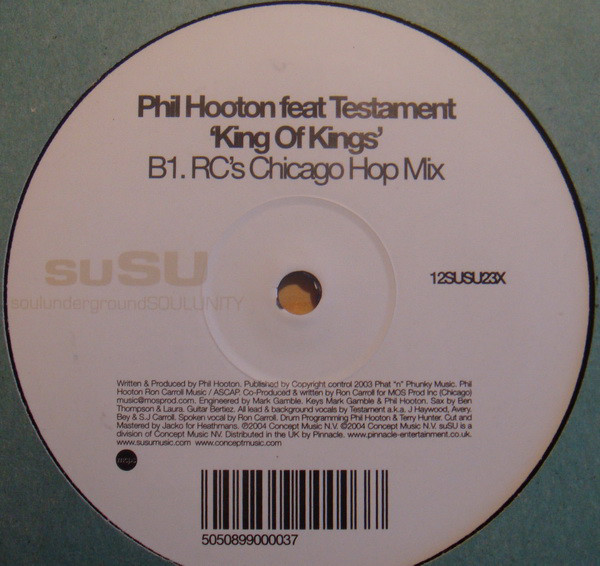 Phil Hooton feat Testament
‘King Of Kings’
B1. RC's Chicago Hop Mix
suSU
soulundergroundSOULUNITY
12SUSU23X
Written & Produced by Phil Hooton. Published by Copyright control 2003 Phat "n" Phunky Music. Phil
Hooton Ron Carroll Music / ASCAP. Co-Produced & written by Ron Carroll for MOS Prod Inc (Chicago)
music@mosprod.com. Engineered by Mark Gamble. Keys Mark Gamble & Phil Hooton. Sax by Ben
Thompson & Laura. Guitar Bertiez. All lead & background vocals by Testament a.k.a. J Haywood, Avery.
Bey & S.J Carroll. Spoken vocal by Ron Carroll. Drum Programming Phil Hooton & Terry Hunter. Cut and
Mastered by Jacko for Heathmans. ℗2004 Concept Music N.V. ©2004 Concept Music N.V. suSU is a
division of Concept Music NV. Distributed in the UK by Pinnacle. www.pinnacle-entertainment.co.uk.
www.susumusic.com www.conceptmusic.com
5050899000037